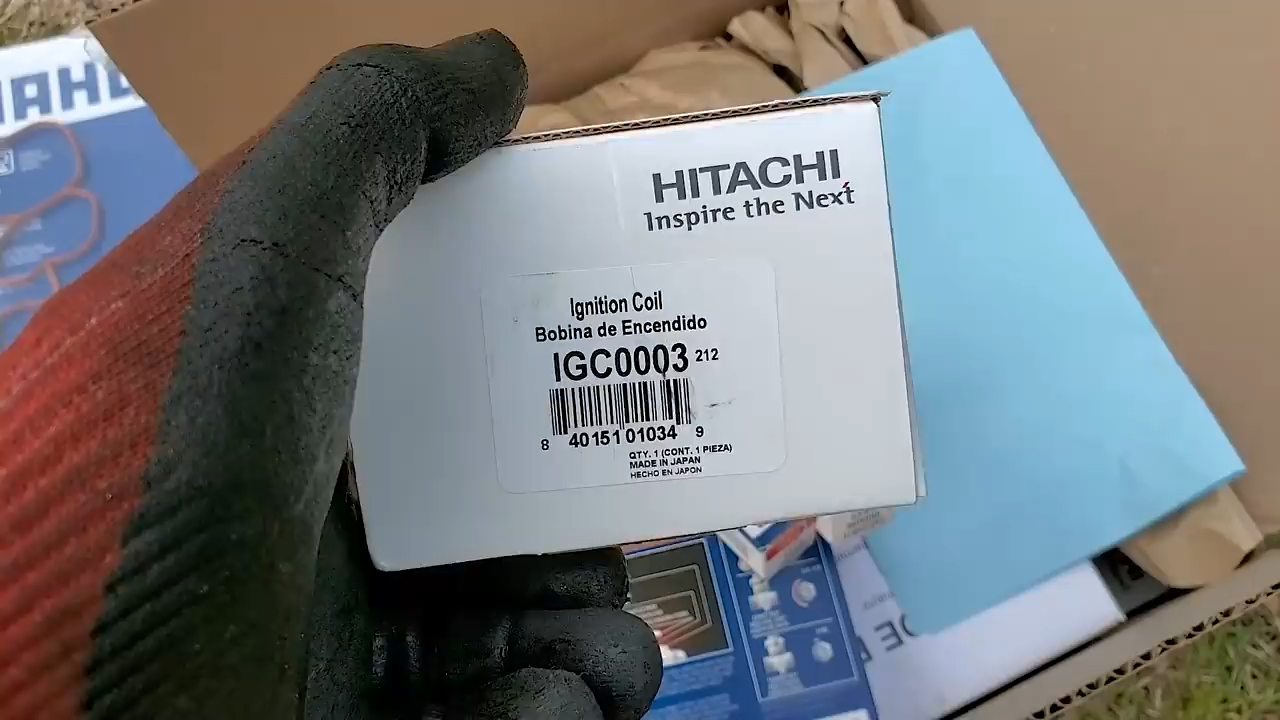 HITACHI
Inspire the Next
Ignition Coil
Bobina de Encendido
IGC0003 212
8 40151 01034 9
QTY. 1 (CONT. 1 PIEZA)
MADE IN JAPAN
HECHO EN JAPON